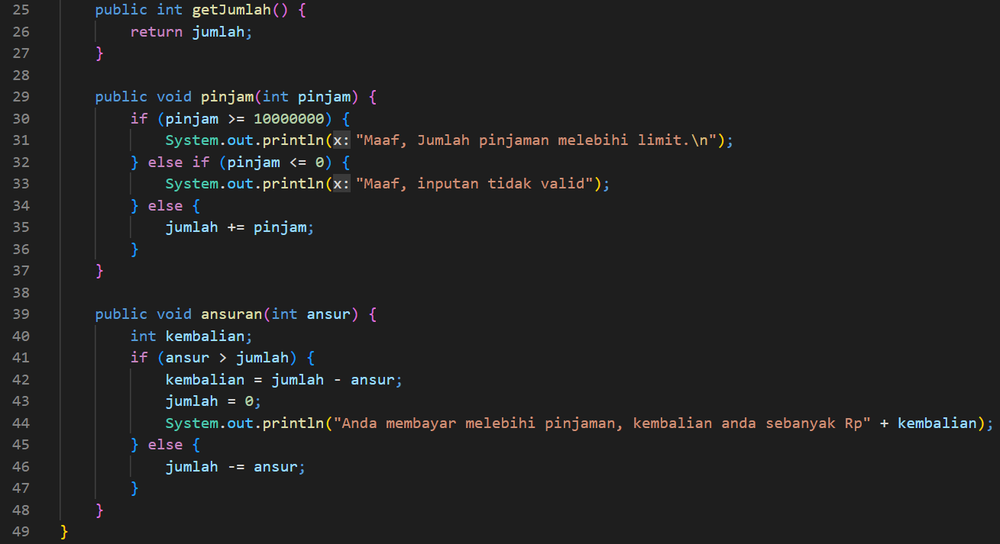 25 public int getJumlah() {
26 return jumlah;
27 }
28
29 public void pinjam(int pinjam) {
30 if (pinjam >= 10000000) {
31 System.out.println(x: "Maaf, Jumlah pinjaman melebihi limit.\n");
32 } else if (pinjam <= 0) {
33 System.out.println(x: "Maaf, inputan tidak valid");
34 } else {
35 jumlah += pinjam;
36 }
37 }
38
39 public void ansuran(int ansur) {
40 int kembalian;
41 if (ansur > jumlah) {
42 kembalian = jumlah - ansur;
43 jumlah = 0;
44 System.out.println("Anda membayar melebihi pinjaman, kembalian anda sebanyak Rp" + kembalian);
45 } else {
46 jumlah -= ansur;
47 }
48 }
49 }